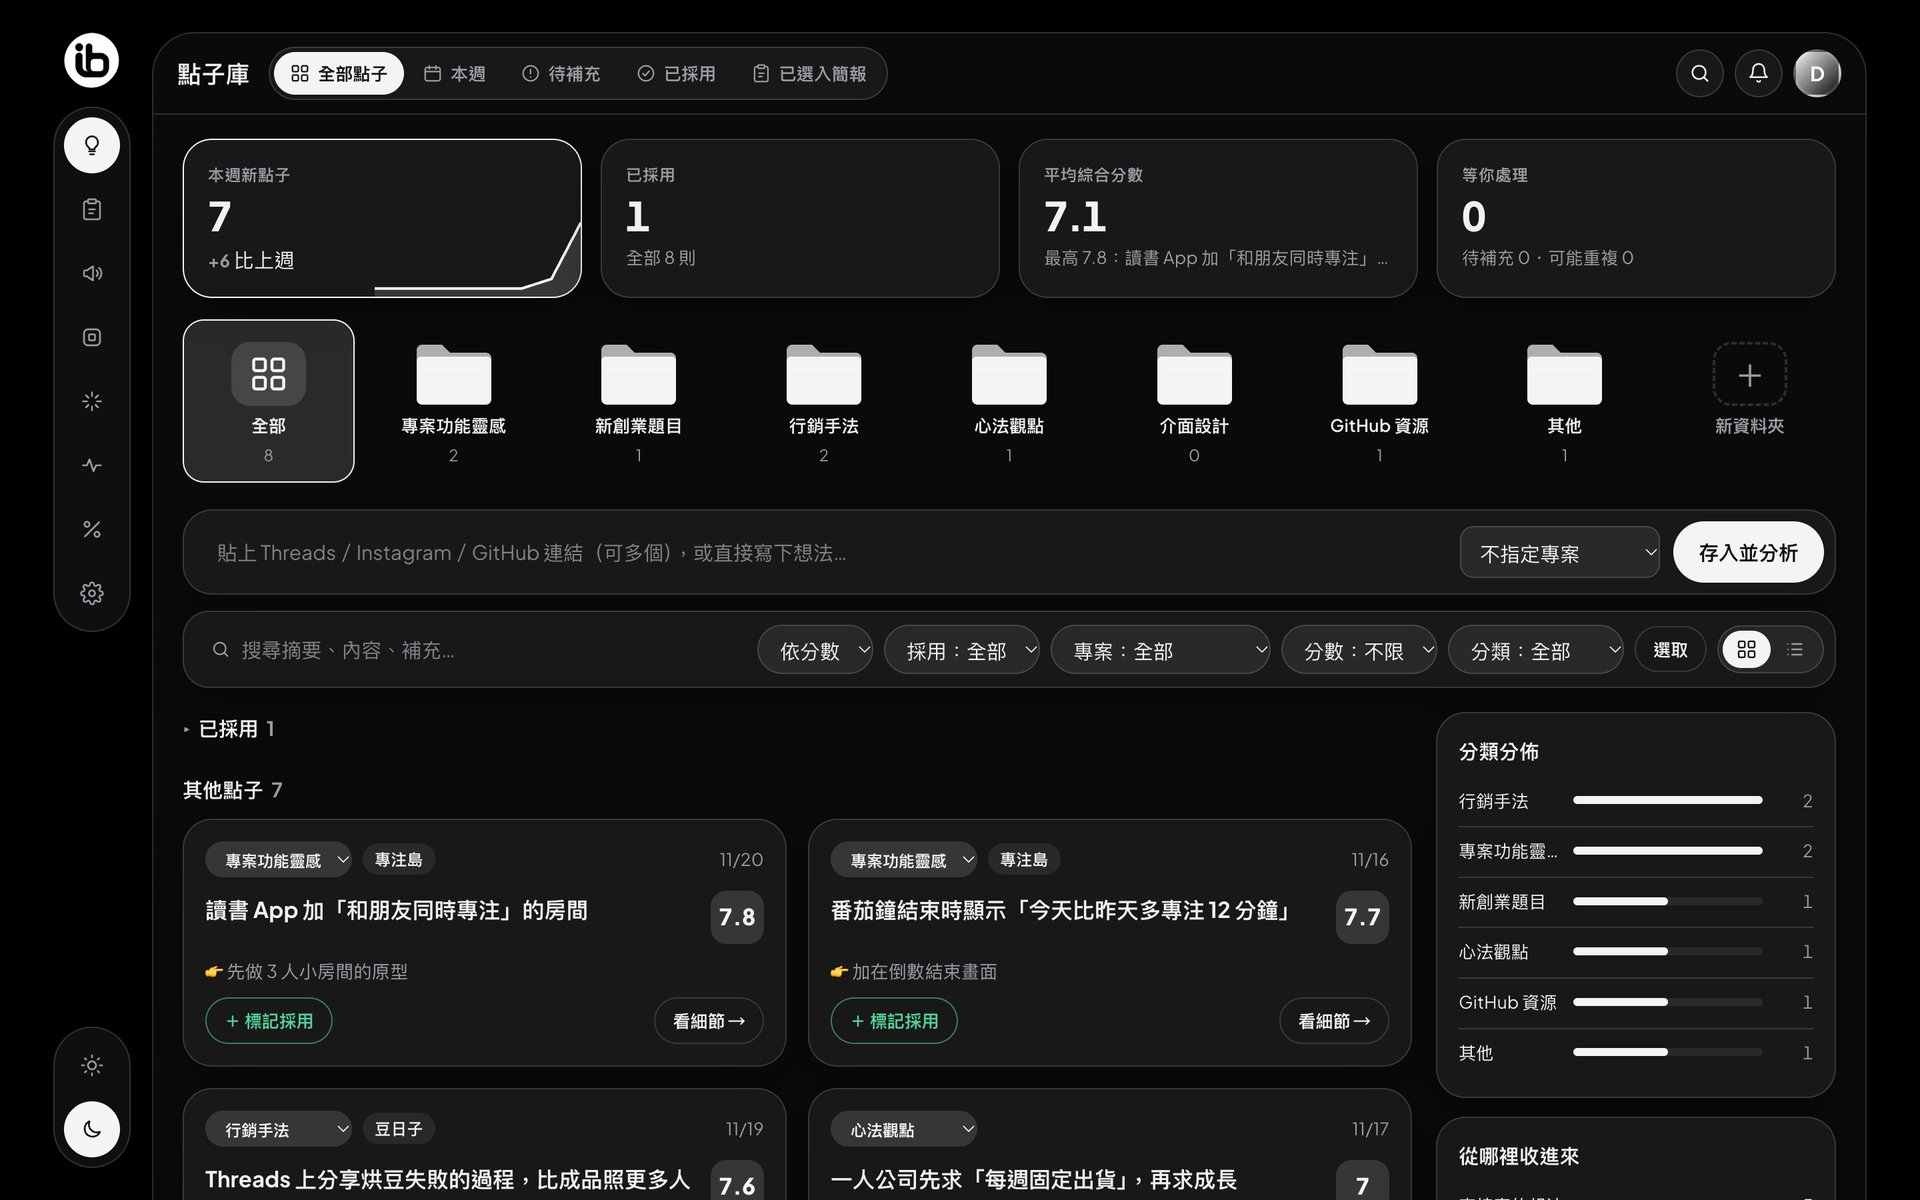 ib
點子庫
全部點子
本週
待補充
已採用
已選入簡報
D
本週新點子
7
+6 比上週
已採用
1
全部 8 則
平均綜合分數
7.1
最高 7.8：讀書 App 加「和朋友同時專注」...
等你處理
0
待補充 0 · 可能重複 0
全部
8
專案功能靈感
2
新創業題目
1
行銷手法
2
心法觀點
1
介面設計
0
GitHub 資源
1
其他
1
新資料夾
貼上 Threads / Instagram / GitHub 連結（可多個），或直接寫下想法...
不指定專案
存入並分析
搜尋摘要、內容、補充...
依分數
採用：全部
專案：全部
分數：不限
分類：全部
選取
已採用 1
其他點子 7
專案功能靈感
專注島
11/20
讀書 App 加「和朋友同時專注」的房間
7.8
👉 先做 3 人小房間的原型
+ 標記採用
看細節→
專案功能靈感
專注島
11/16
番茄鐘結束時顯示「今天比昨天多專注 12 分鐘」
7.7
👉 加在倒數結束畫面
+ 標記採用
看細節→
行銷手法
豆日子
11/19
Threads 上分享烘豆失敗的過程，比成品照更多人
7.6
心法觀點
11/17
一人公司先求「每週固定出貨」，再求成長
7
分類分佈
行銷手法 2
專案功能靈... 2
新創業題目 1
心法觀點 1
GitHub 資源 1
其他 1
從哪裡收進來